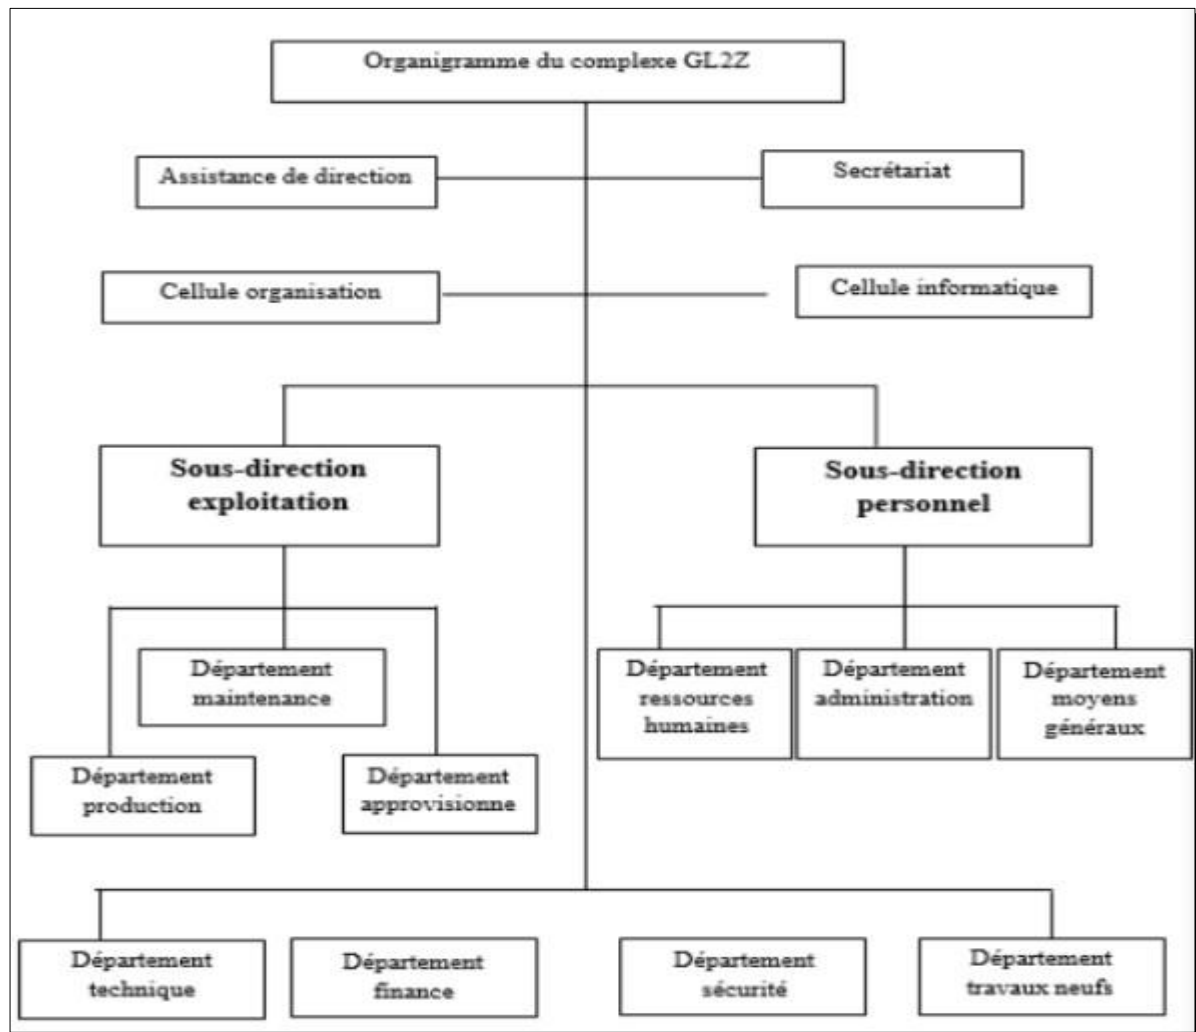 Organigramme du complexe GL2Z
Assistance de direction
Secrétariat
Cellule organisation
Cellule informatique
Sous-direction
exploitation
Sous-direction
personnel
Département
maintenance
Département
ressources
humaines
Département
administration
Département
moyens
généraux
Département
production
Département
approvisionne
Département
technique
Département
finance
Département
sécurité
Département
travaux neufs